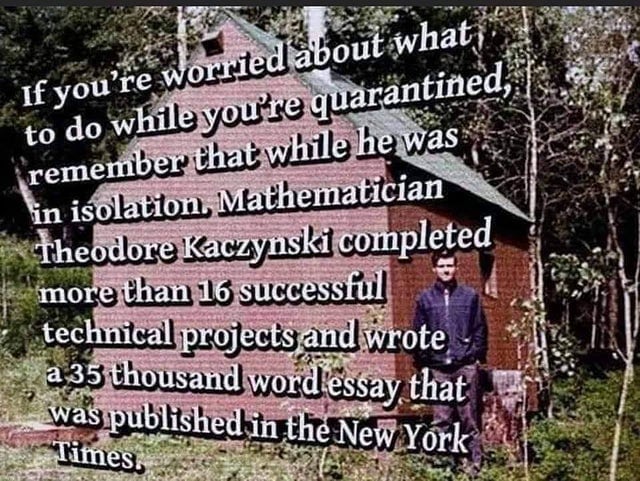 If you're worried about what
to do while you're quarantined,
remember that while he was
in isolation. Mathematician
Theodore Kaczynski completed
more than 16 successful
technical projects and wrote
a 35 thousand word essay that
was published in the New York
Times.